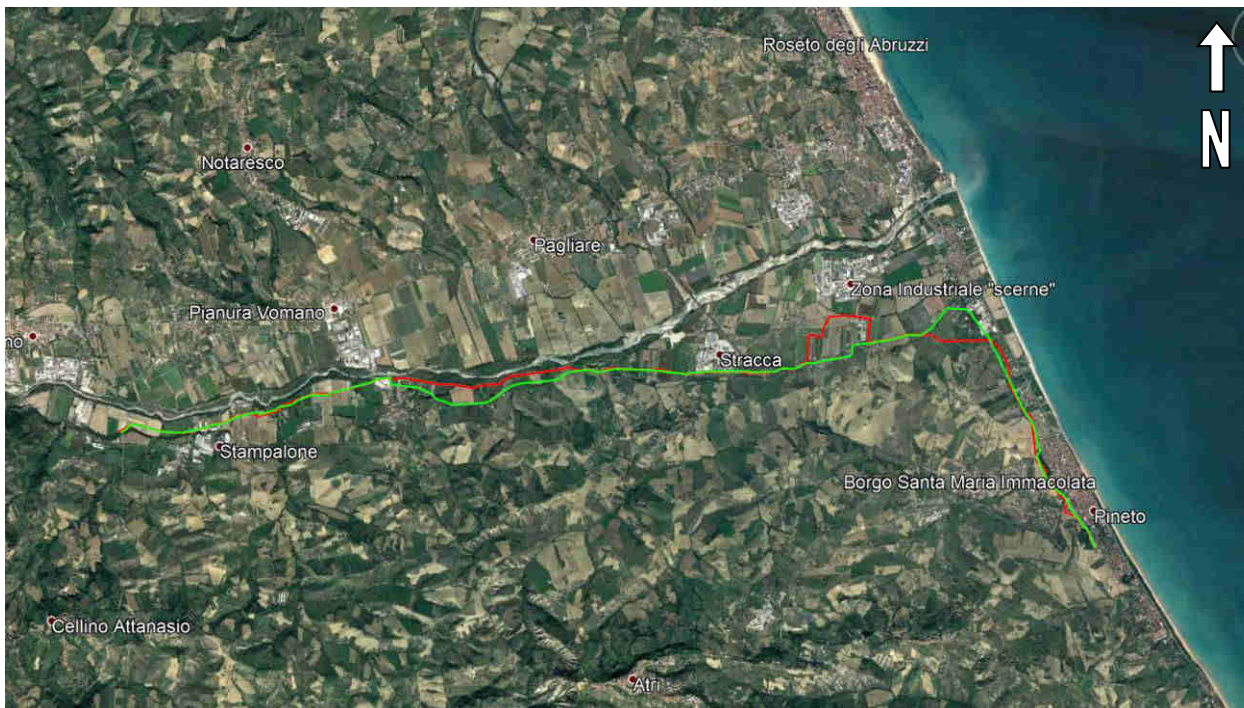 Roseto degli Abruzzi
N
Notaresco
Pagliare
Zona Industriale "scerne"
Pianura Vomano
no
Stracca
Stampalone
Borgo Santa Maria Immacolata
Pineto
Cellino Attanasio
Atri